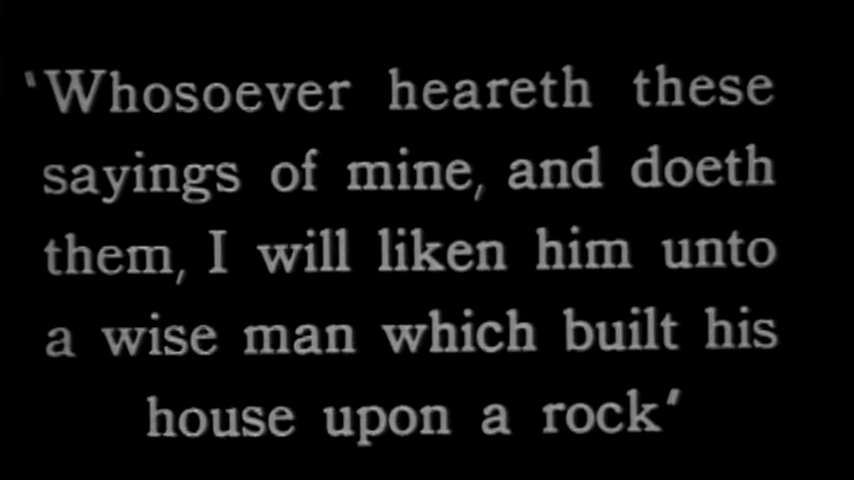 'Whosoever heareth these
sayings of mine, and doeth
them, I will liken him unto
a wise man which built his
house upon a rock'